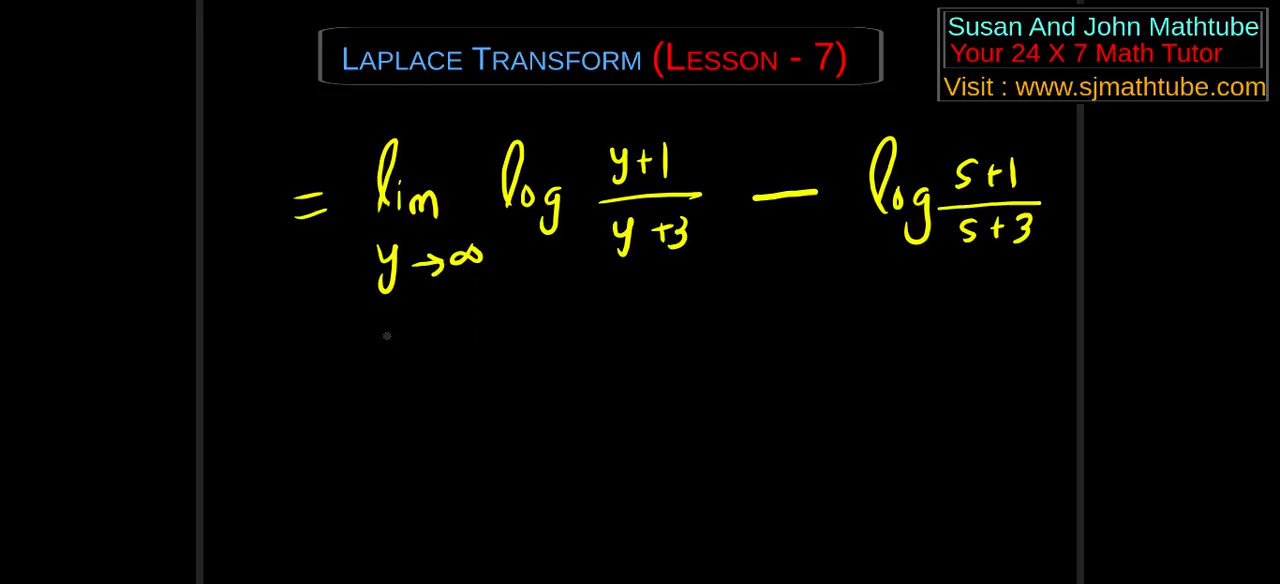 Susan And John Mathtube
Your 24 X 7 Math Tutor
Visit : www.sjmathtube.com
LAPLACE TRANSFORM (LESSON - 7)
= lim y→∞ log (y+1)/(y+3) — log (s+1)/(s+3)